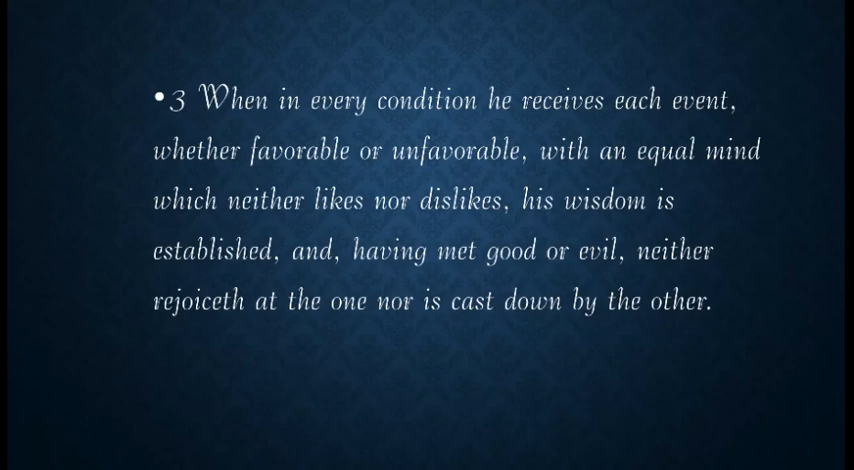 •3 When in every condition he receives each event,
whether favorable or unfavorable, with an equal mind
which neither likes nor dislikes, his wisdom is
established, and, having met good or evil, neither
rejoiceth at the one nor is cast down by the other.